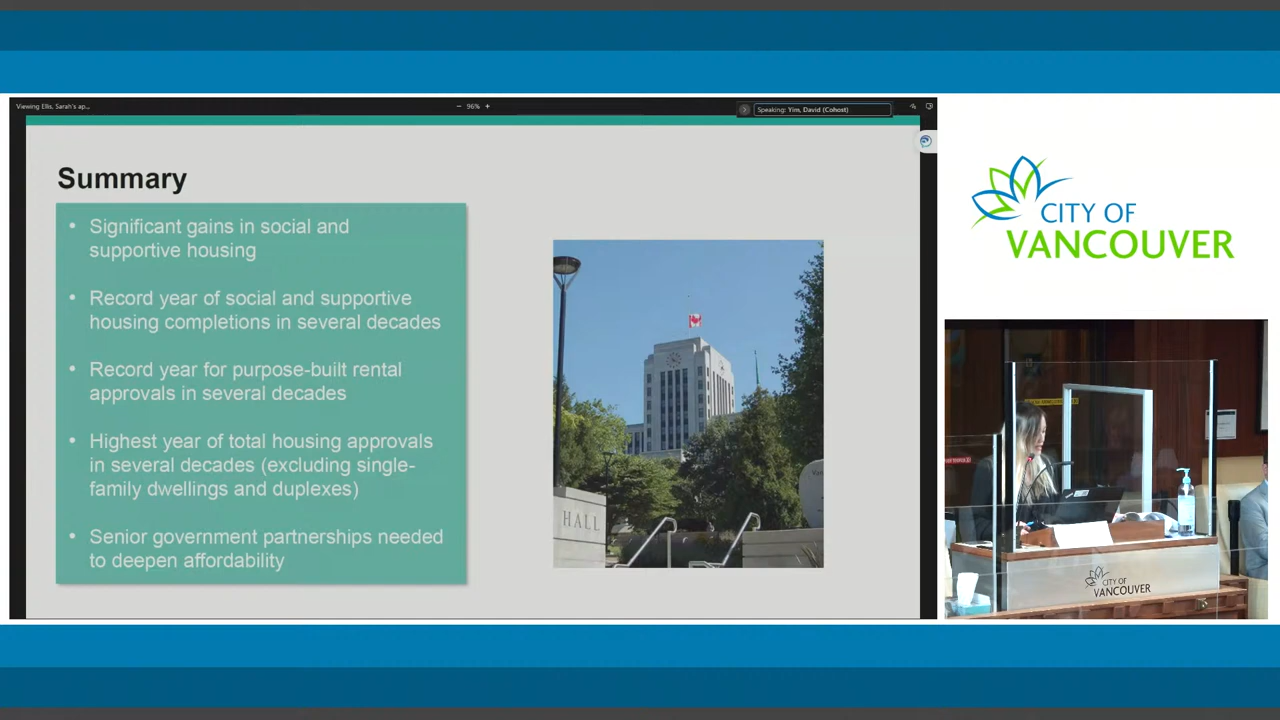 Viewing Ellis, Sarah's ap...
96%
Speaking: Yim, David (Cohost)
Summary
• Significant gains in social and
supportive housing
• Record year of social and supportive
housing completions in several decades
• Record year for purpose-built rental
approvals in several decades
• Highest year of total housing approvals
in several decades (excluding single-
family dwellings and duplexes)
• Senior government partnerships needed
to deepen affordability
HALL
CITY OF
VANCOUVER
CITY OF
VANCOUVER